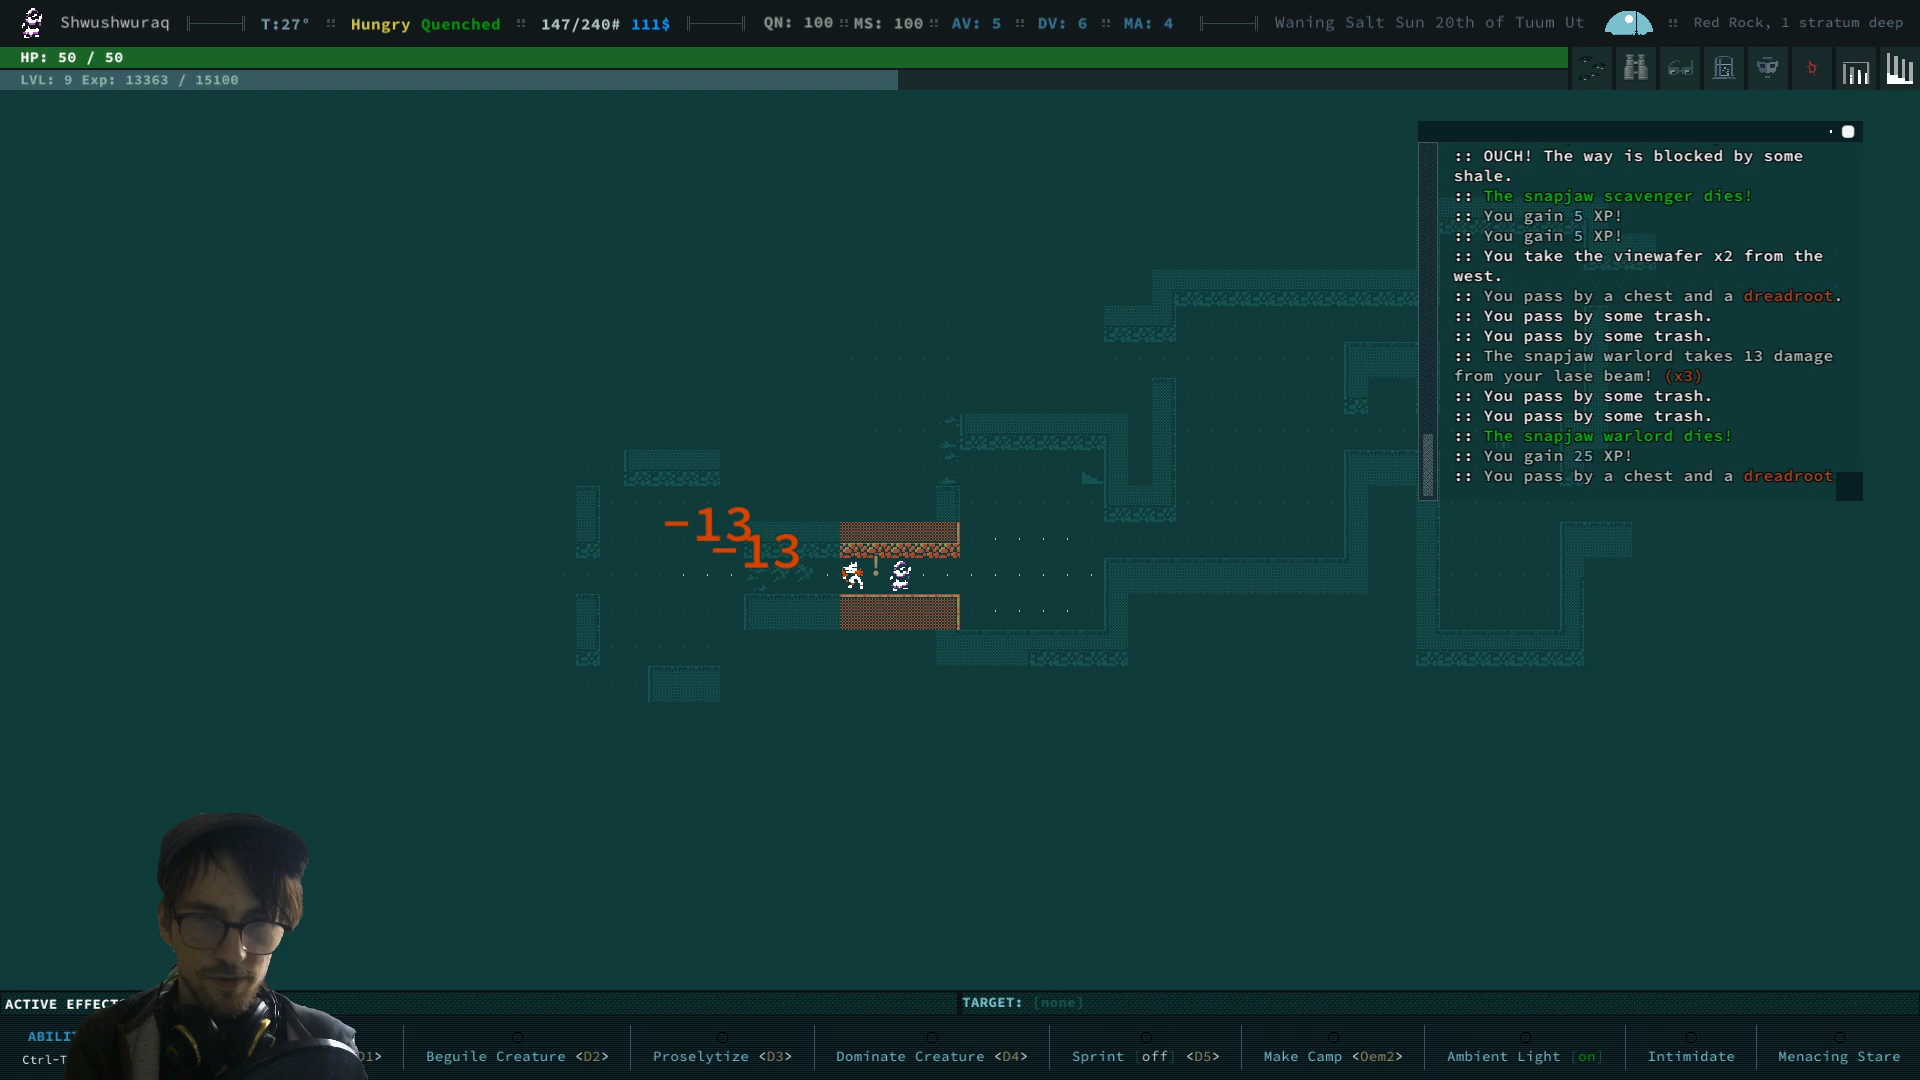 Shwushwuraq T:27° :: Hungry Quenched :: 147/240# 111$ QN: 100 :: MS: 100 :: AV: 5 :: DV: 6 :: MA: 4 Waning Salt Sun 20th of Tuum Ut :: Red Rock, 1 stratum deep
HP: 50 / 50
LVL: 9 Exp: 13363 / 15100
:: OUCH! The way is blocked by some
shale.
:: The snapjaw scavenger dies!
:: You gain 5 XP!
:: You gain 5 XP!
:: You take the vinewafer x2 from the
west.
:: You pass by a chest and a dreadroot.
:: You pass by some trash.
:: You pass by some trash.
:: The snapjaw warlord takes 13 damage
from your lase beam! (x3)
:: You pass by some trash.
:: You pass by some trash.
:: The snapjaw warlord dies!
:: You gain 25 XP!
:: You pass by a chest and a dreadroot
-13
-13
!
ACTIVE EFFECT
TARGET: [none]
ABILI
Ctrl-T
D1> Beguile Creature <D2> Proselytize <D3> Dominate Creature <D4> Sprint [off] <D5> Make Camp <Oem2> Ambient Light [on] Intimidate Menacing Stare